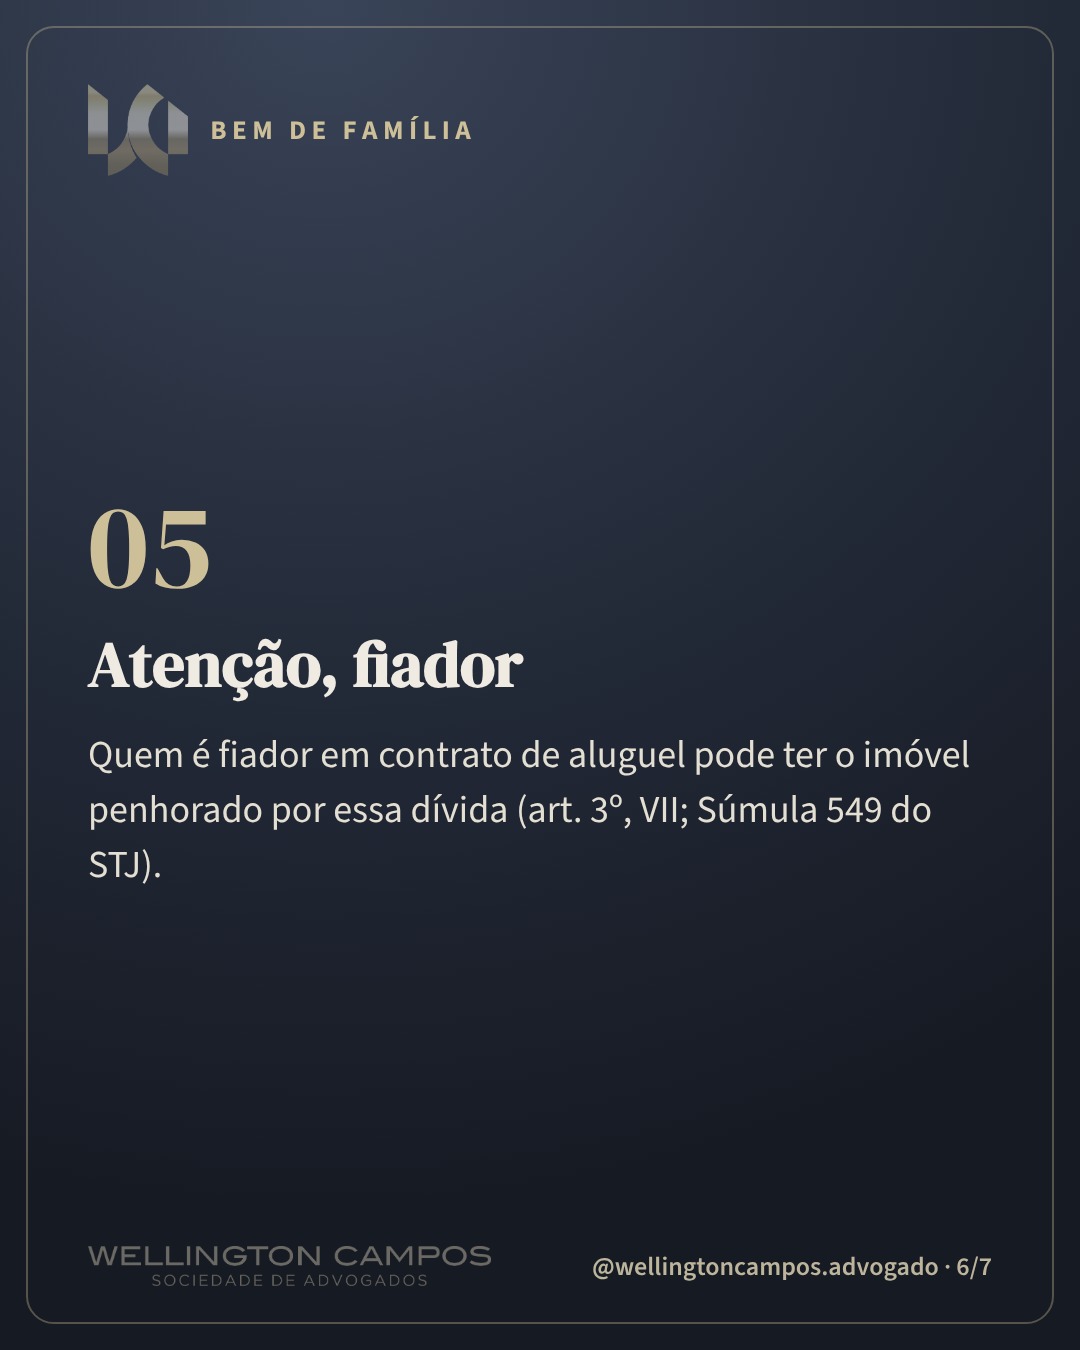 BEM DE FAMÍLIA
05
Atenção, fiador
Quem é fiador em contrato de aluguel pode ter o imóvel
penhorado por essa dívida (art. 3º, VII; Súmula 549 do
STJ).
WELLINGTON CAMPOS
SOCIEDADE DE ADVOGADOS
@wellingtoncampos.advogado · 6/7